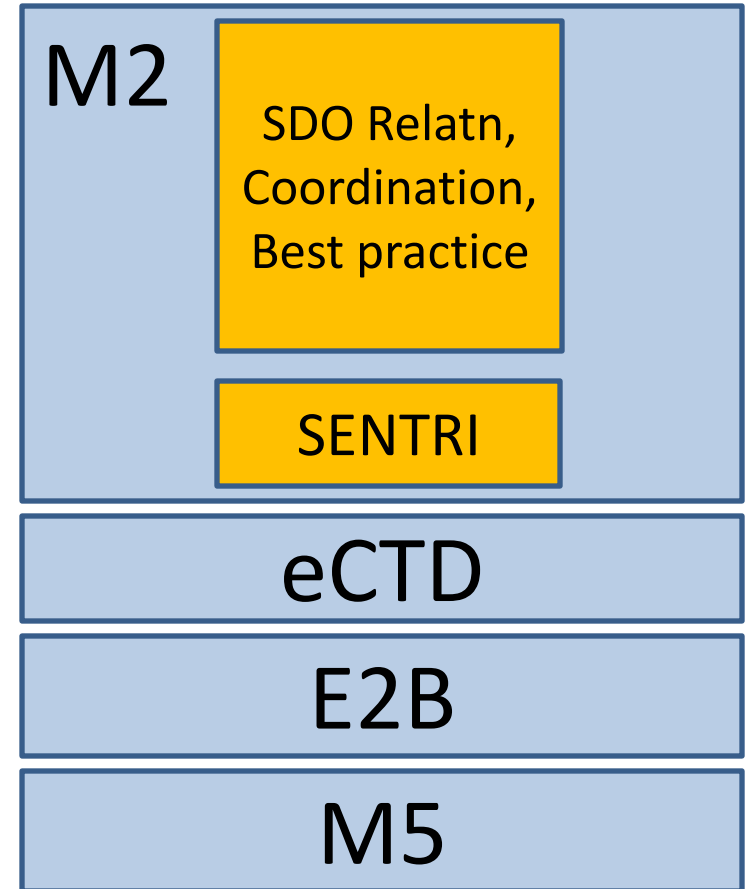 M2
SDO Relatn,
Coordination,
Best practice
SENTRI
eCTD
E2B
M5